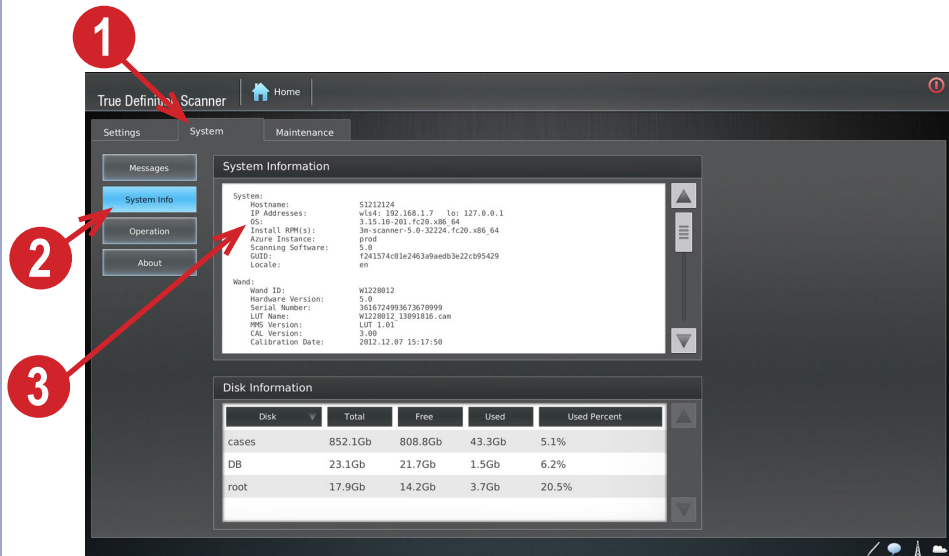 1
True Definition Scanner
Home
Settings
System
Maintenance
Messages
System Info
Operation
About
2
3
System Information
System:
Hostname: S1212124
IP Addresses: wls4: 192.168.1.7 lo: 127.0.0.1
OS: 3.15.10-201.fc20.x86_64
Install RPM(s): 3m-scanner-5.0-32224.fc20.x86_64
Azure Instance: prod
Scanning Software: 5.0
GUID: f241574c01e2463a9aedb3e22cb95429
Locale: en
Wand:
Wand ID: W1228012
Hardware Version: 5.0
Serial Number: 3616724993673670999
LUT Name: W1228012_13091816.cam
MMS Version: LUT 1.01
CAL Version: 3.00
Calibration Date: 2012.12.07 15:17:50
Disk Information
Disk Total Free Used Used Percent
cases 852.1Gb 808.8Gb 43.3Gb 5.1%
DB 23.1Gb 21.7Gb 1.5Gb 6.2%
root 17.9Gb 14.2Gb 3.7Gb 20.5%